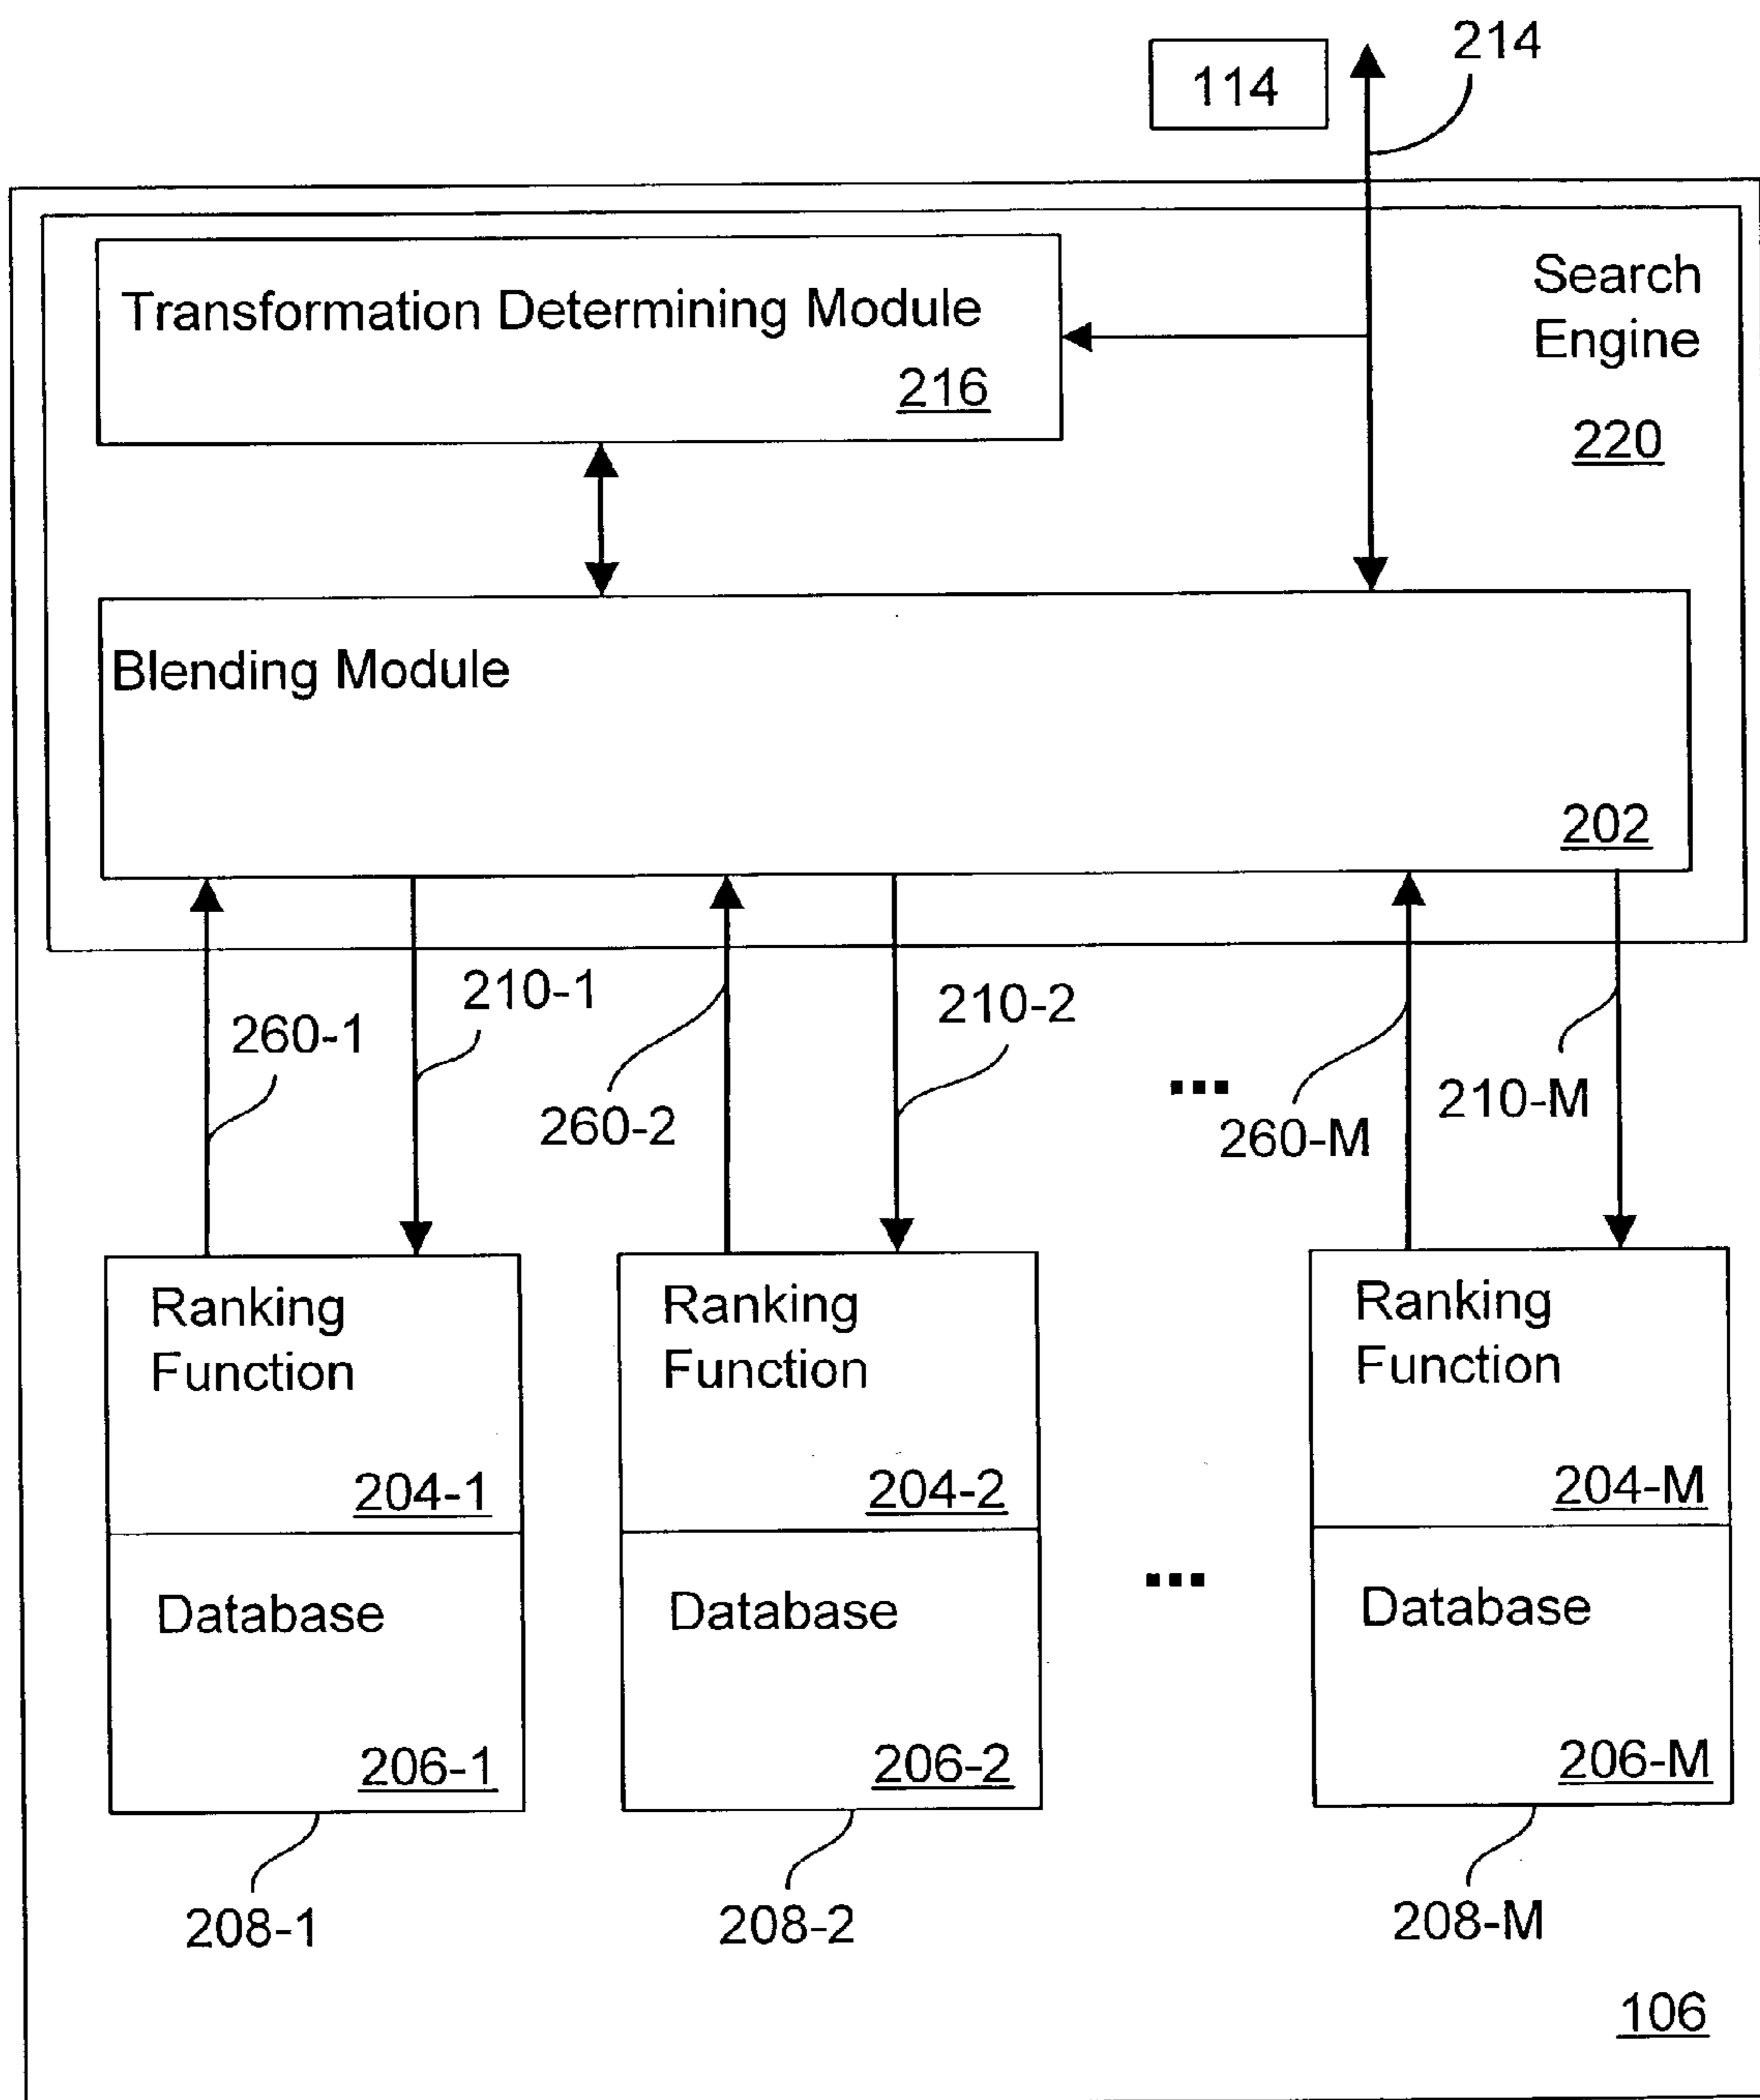 214
114
Search
Engine
220
Transformation Determining Module
216
Blending Module
202
260-1
210-1
260-2
210-2
...
260-M
210-M
Ranking
Function
204-1
Database
206-1
208-1
Ranking
Function
204-2
Database
206-2
208-2
...
Ranking
Function
204-M
Database
206-M
208-M
106